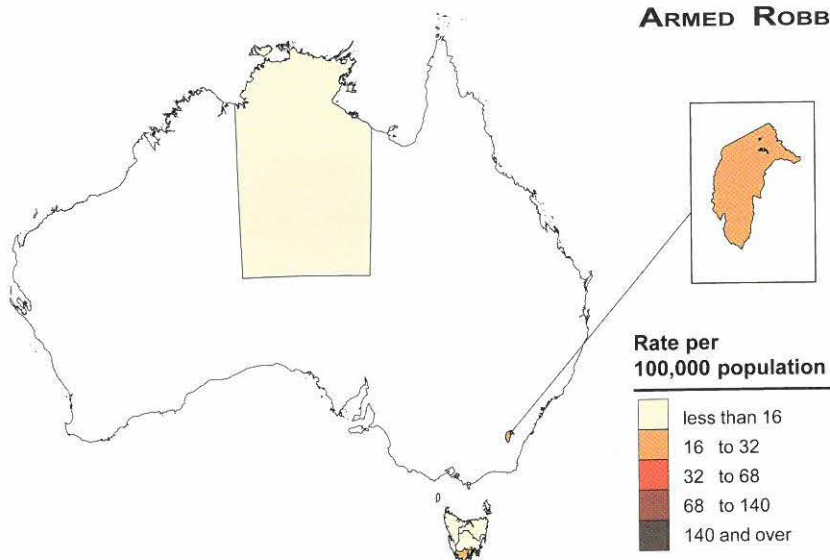 ARMED ROBB
Rate per
100,000 population
less than 16
16 to 32
32 to 68
68 to 140
140 and over